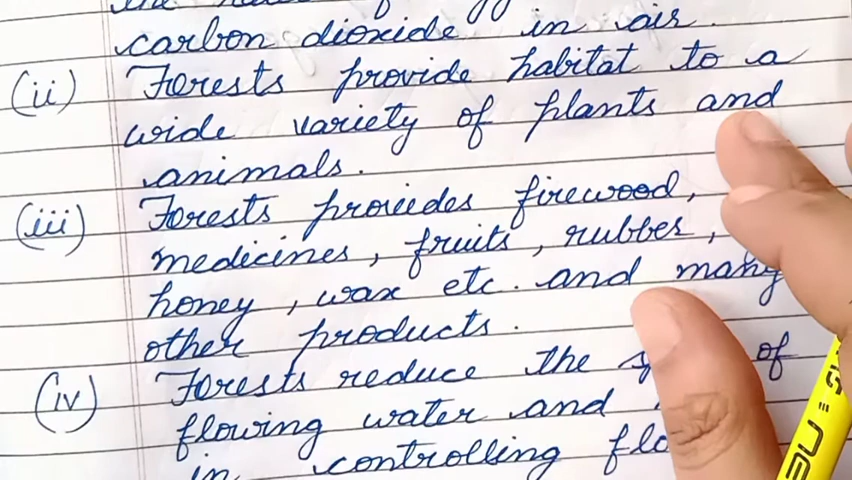 carbon dioxide in air.
(ii) Forests provide habitat to a
wide variety of plants and
animals.
(iii) Forests provides firewood,
medicines, fruits, rubber,
honey, wax etc. and many
other products.
(iv) Forests reduce the of
flowing water and
in controlling